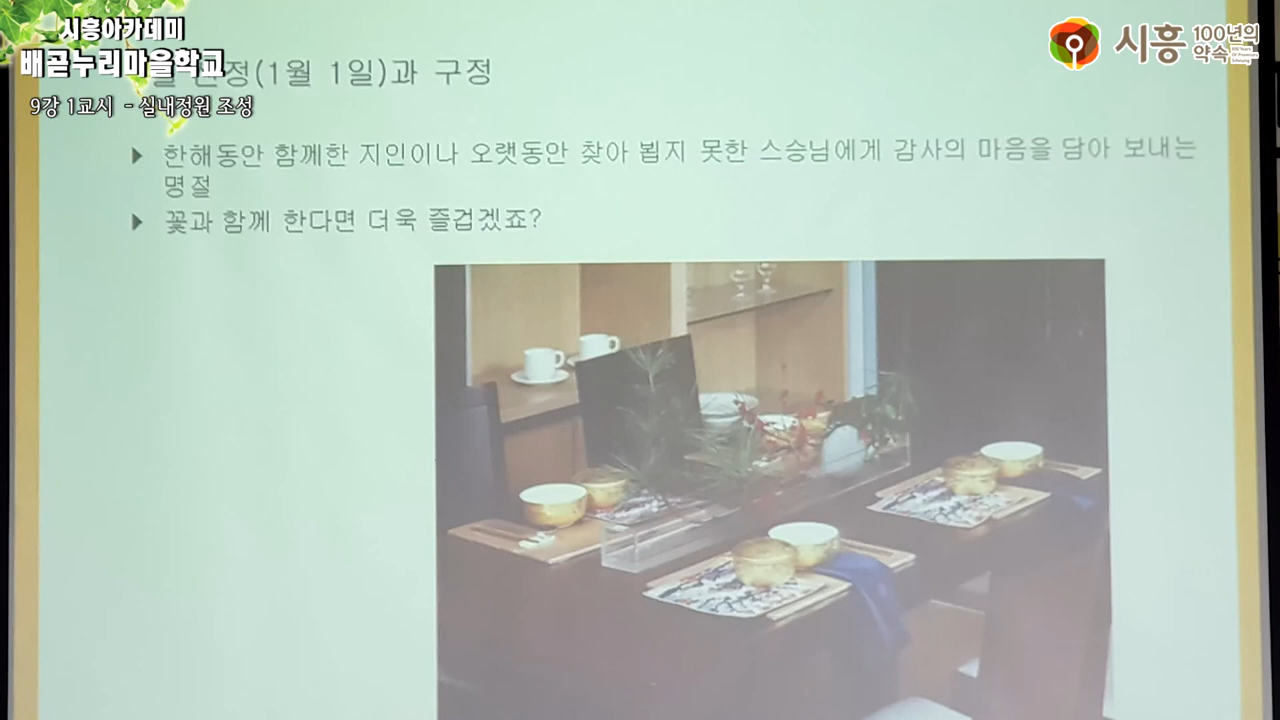 시흥아카데미
배곧누리마을학교
9강 1교시 - 실내정원 조성
시흥 100년의 약속
정(1월 1일)과 구정
한해동안 함께한 지인이나 오랫동안 찾아 뵙지 못한 스승님에게 감사의 마음을 담아 보내는
명절
꽃과 함께 한다면 더욱 즐겁겠죠?